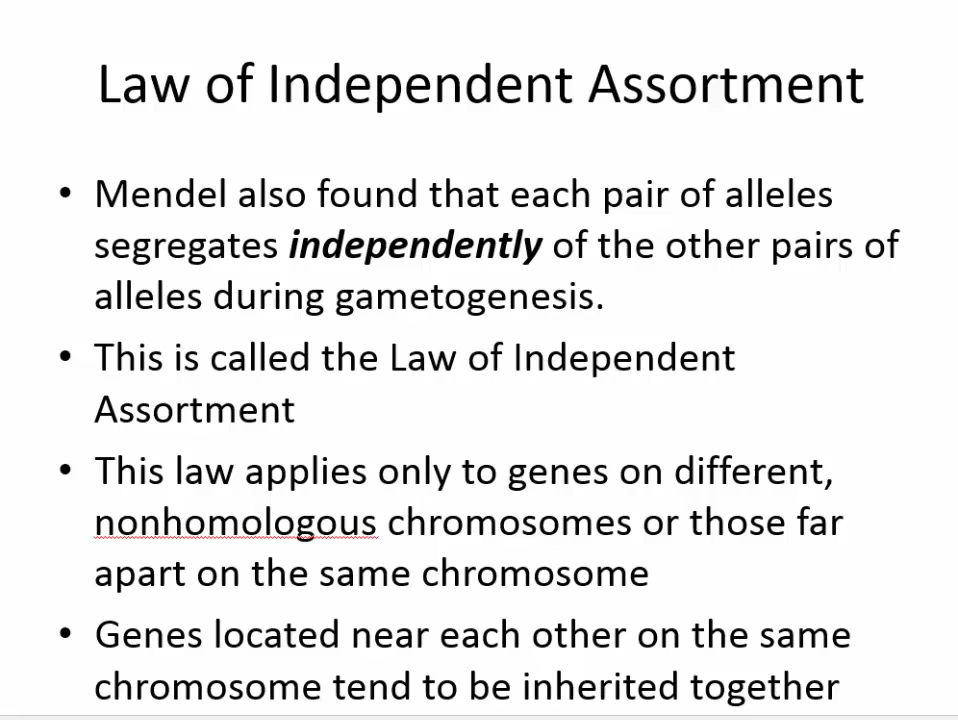 Law of Independent Assortment
• Mendel also found that each pair of alleles
segregates independently of the other pairs of
alleles during gametogenesis.
• This is called the Law of Independent
Assortment
• This law applies only to genes on different,
nonhomologous chromosomes or those far
apart on the same chromosome
• Genes located near each other on the same
chromosome tend to be inherited together